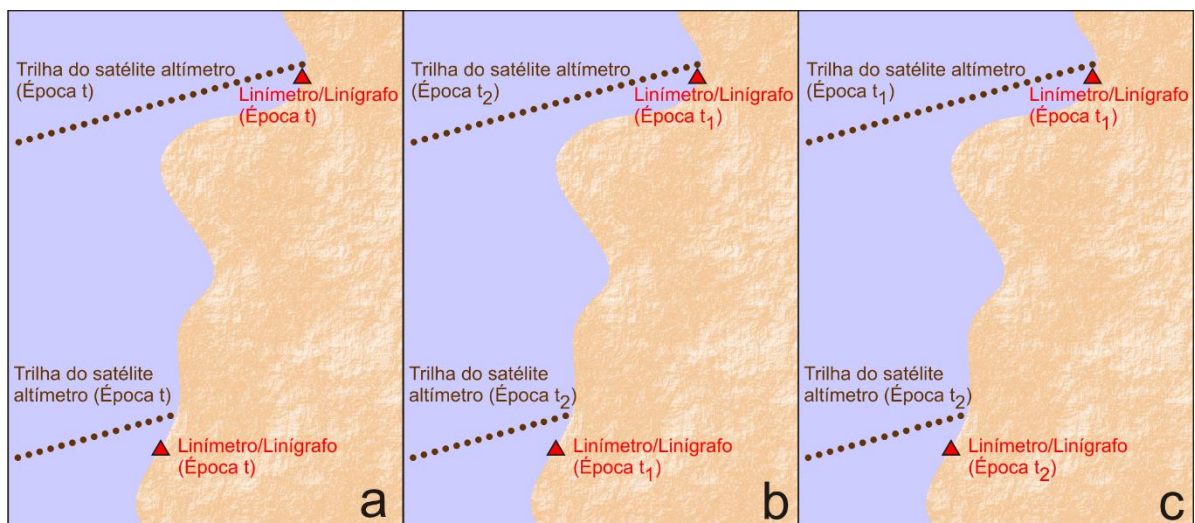 Trilha do satélite altímetro
(Época t)
Linímetro/Linígrafo
(Época t)
Trilha do satélite
altímetro (Época t)
Linímetro/Linígrafo
(Época t)
a
Trilha do satélite altímetro
(Época t2)
Linímetro/Linígrafo
(Época t1)
Trilha do satélite
altímetro (Época t2)
Linímetro/Linígrafo
(Época t1)
b
Trilha do satélite altímetro
(Época t1)
Linímetro/Linígrafo
(Época t1)
Trilha do satélite
altímetro (Época t2)
Linímetro/Linígrafo
(Época t2)
c